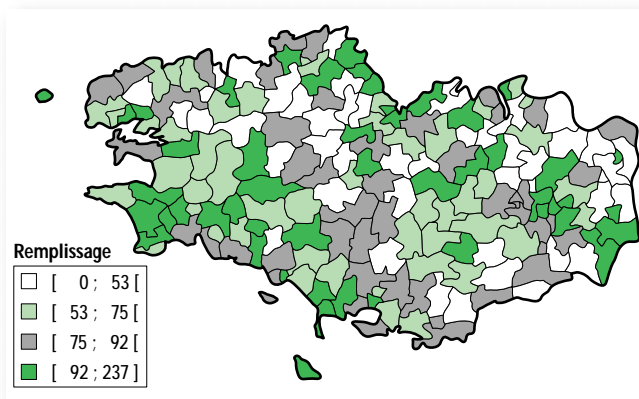 Remplissage
[ 0 ; 53 [
[ 53 ; 75 [
[ 75 ; 92 [
[ 92 ; 237 ]